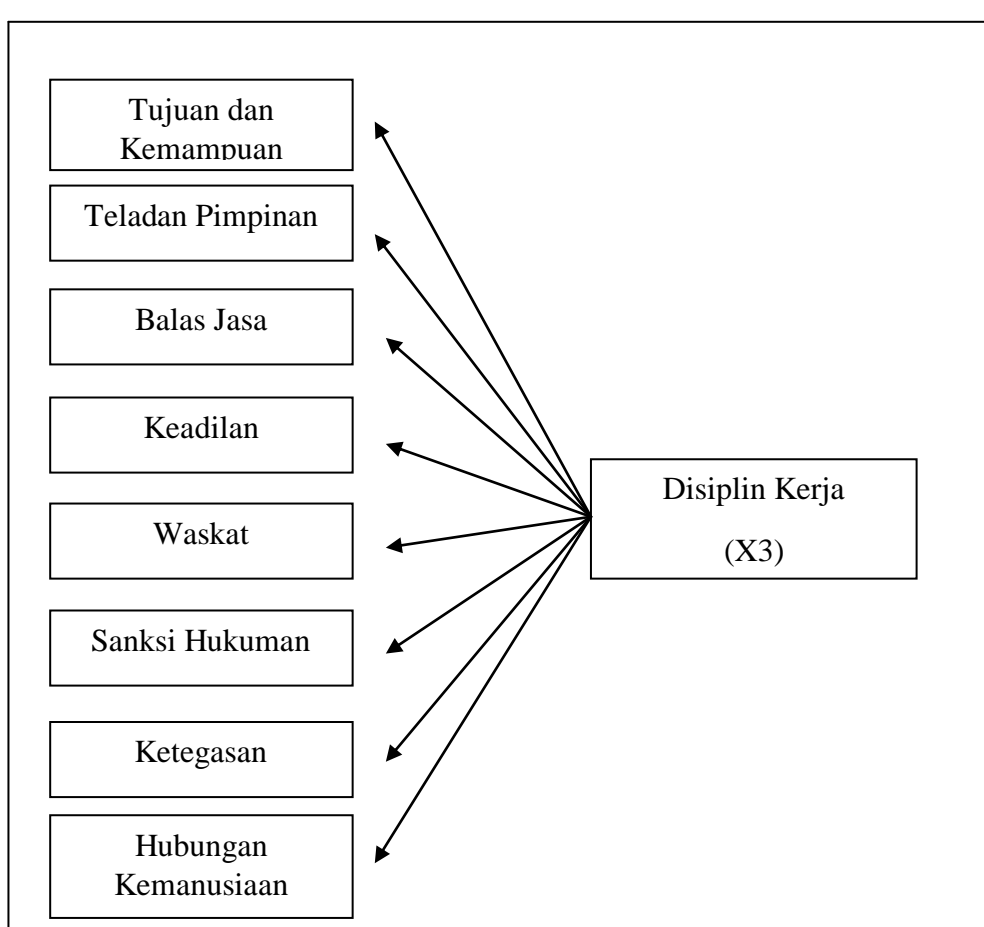 Tujuan dan
Kemampuan
Teladan Pimpinan
Balas Jasa
Keadilan
Waskat
Sanksi Hukuman
Ketegasan
Hubungan
Kemanusiaan
Disiplin Kerja
(X3)